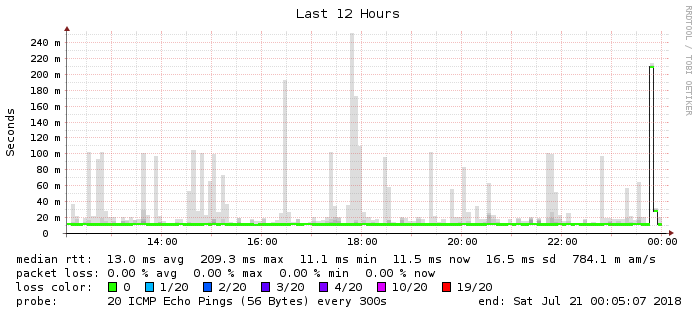 Last 12 Hours
RRDTOOL / TOBI OETIKER
Seconds
240 m
220 m
200 m
180 m
160 m
140 m
120 m
100 m
80 m
60 m
40 m
20 m
0
14:00 16:00 18:00 20:00 22:00 00:00
median rtt: 13.0 ms avg 209.3 ms max 11.1 ms min 11.5 ms now 16.5 ms sd 784.1 m am/s
packet loss: 0.00 % avg 0.00 % max 0.00 % min 0.00 % now
loss color: 0 1/20 2/20 3/20 4/20 10/20 19/20
probe: 20 ICMP Echo Pings (56 Bytes) every 300s end: Sat Jul 21 00:05:07 2018